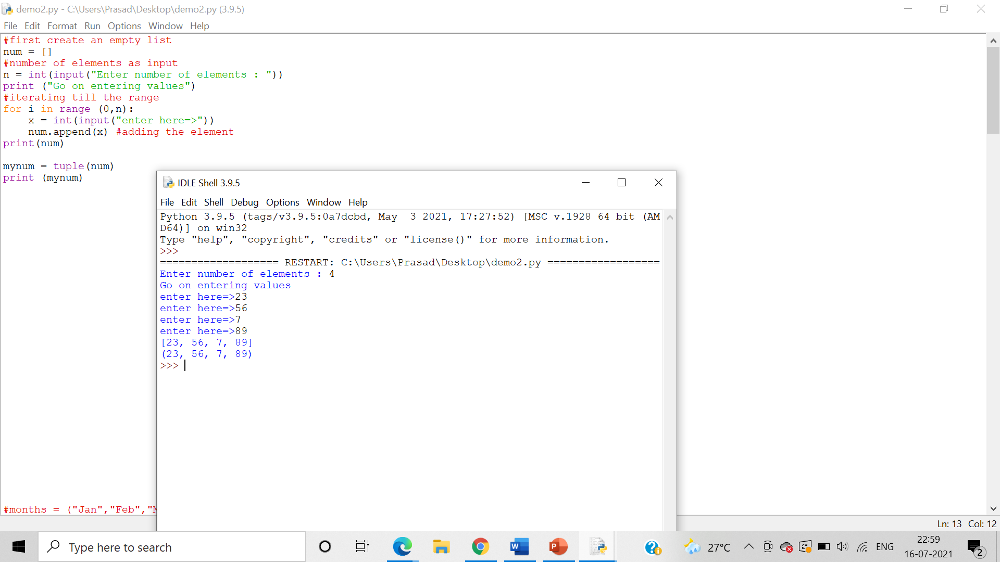 demo2.py - C:\Users\Prasad\Desktop\demo2.py (3.9.5)
File Edit Format Run Options Window Help
#first create an empty list
num = []
#number of elements as input
n = int(input("Enter number of elements : "))
print ("Go on entering values")
#iterating till the range
for i in range (0,n):
    x = int(input("enter here=>"))
    num.append(x) #adding the element
print(num)
mynum = tuple(num)
print (mynum)
IDLE Shell 3.9.5
File Edit Shell Debug Options Window Help
Python 3.9.5 (tags/v3.9.5:0a7dcbd, May  3 2021, 17:27:52) [MSC v.1928 64 bit (AM
D64)] on win32
Type "help", "copyright", "credits" or "license()" for more information.
>>>
=================== RESTART: C:\Users\Prasad\Desktop\demo2.py ==================
Enter number of elements : 4
Go on entering values
enter here=>23
enter here=>56
enter here=>7
enter here=>89
[23, 56, 7, 89]
(23, 56, 7, 89)
>>>
#months = ("Jan","Feb","M
Ln: 13 Col: 12
Type here to search
27°C
ENG
22:59
16-07-2021
2